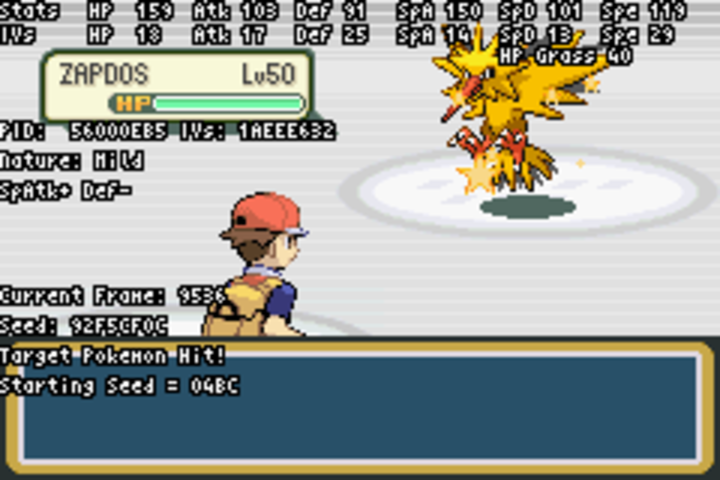 Stats HP 159 Atk 103 Def 91 SpA 150 SpD 101 Spe 119
IVs HP 18 Atk 17 Def 25 SpA 14 SpD 13 Spe 29
HP Grass 40
ZAPDOS Lv50
HP
PID: 56000EB5 IVs: 1AEEE632
Nature: Mild
SpAtk+ Def-
Current Frame: 9536
Seed: 92F5CF0C
Target Pokemon Hit!
Starting Seed = 04BC